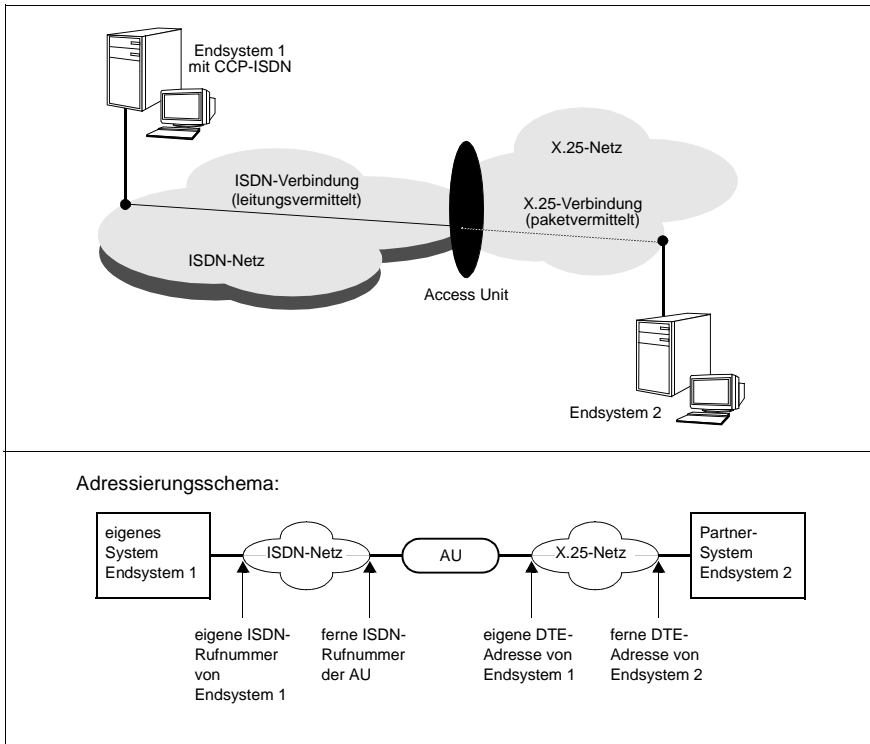 Endsystem 1
mit CCP-ISDN
X.25-Netz
ISDN-Verbindung
(leitungsvermittelt)
X.25-Verbindung
(paketvermittelt)
ISDN-Netz
Access Unit
Endsystem 2
Adressierungsschema:
eigenes
System
Endsystem 1
ISDN-Netz
AU
X.25-Netz
Partner-
System
Endsystem 2
eigene ISDN-
Rufnummer
von
Endsystem 1
ferne ISDN-
Rufnummer
der AU
eigene DTE-
Adresse von
Endsystem 1
ferne DTE-
Adresse von
Endsystem 2